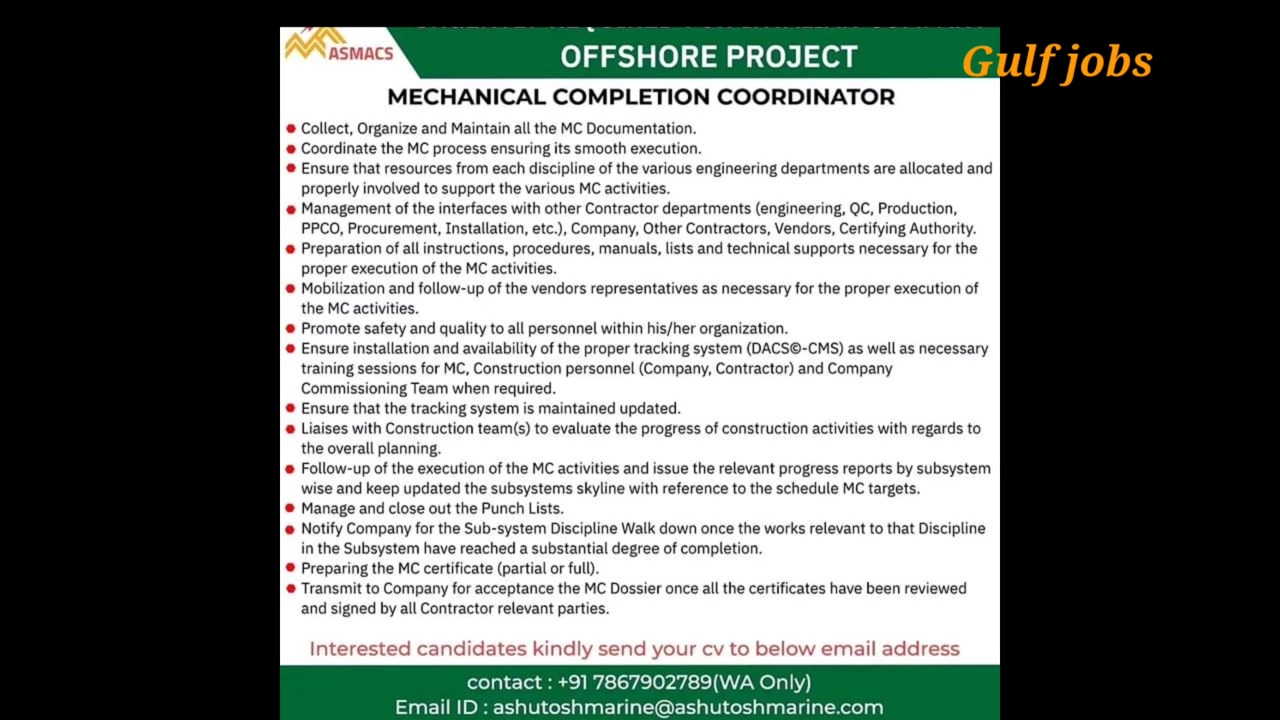 ASMACS
OFFSHORE PROJECT
Gulf jobs
MECHANICAL COMPLETION COORDINATOR
Collect, Organize and Maintain all the MC Documentation.
Coordinate the MC process ensuring its smooth execution.
Ensure that resources from each discipline of the various engineering departments are allocated and
properly involved to support the various MC activities.
Management of the interfaces with other Contractor departments (engineering, QC, Production,
PPCO, Procurement, Installation, etc.), Company, Other Contractors, Vendors, Certifying Authority.
Preparation of all instructions, procedures, manuals, lists and technical supports necessary for the
proper execution of the MC activities.
Mobilization and follow-up of the vendors representatives as necessary for the proper execution of
the MC activities.
Promote safety and quality to all personnel within his/her organization.
Ensure installation and availability of the proper tracking system (DACS©-CMS) as well as necessary
training sessions for MC, Construction personnel (Company, Contractor) and Company
Commissioning Team when required.
Ensure that the tracking system is maintained updated.
Liaises with Construction team(s) to evaluate the progress of construction activities with regards to
the overall planning.
Follow-up of the execution of the MC activities and issue the relevant progress reports by subsystem
wise and keep updated the subsystems skyline with reference to the schedule MC targets.
Manage and close out the Punch Lists.
Notify Company for the Sub-system Discipline Walk down once the works relevant to that Discipline
in the Subsystem have reached a substantial degree of completion.
Preparing the MC certificate (partial or full).
Transmit to Company for acceptance the MC Dossier once all the certificates have been reviewed
and signed by all Contractor relevant parties.
Interested candidates kindly send your cv to below email address
contact : +91 7867902789(WA Only)
Email ID : ashutoshmarine@ashutoshmarine.com